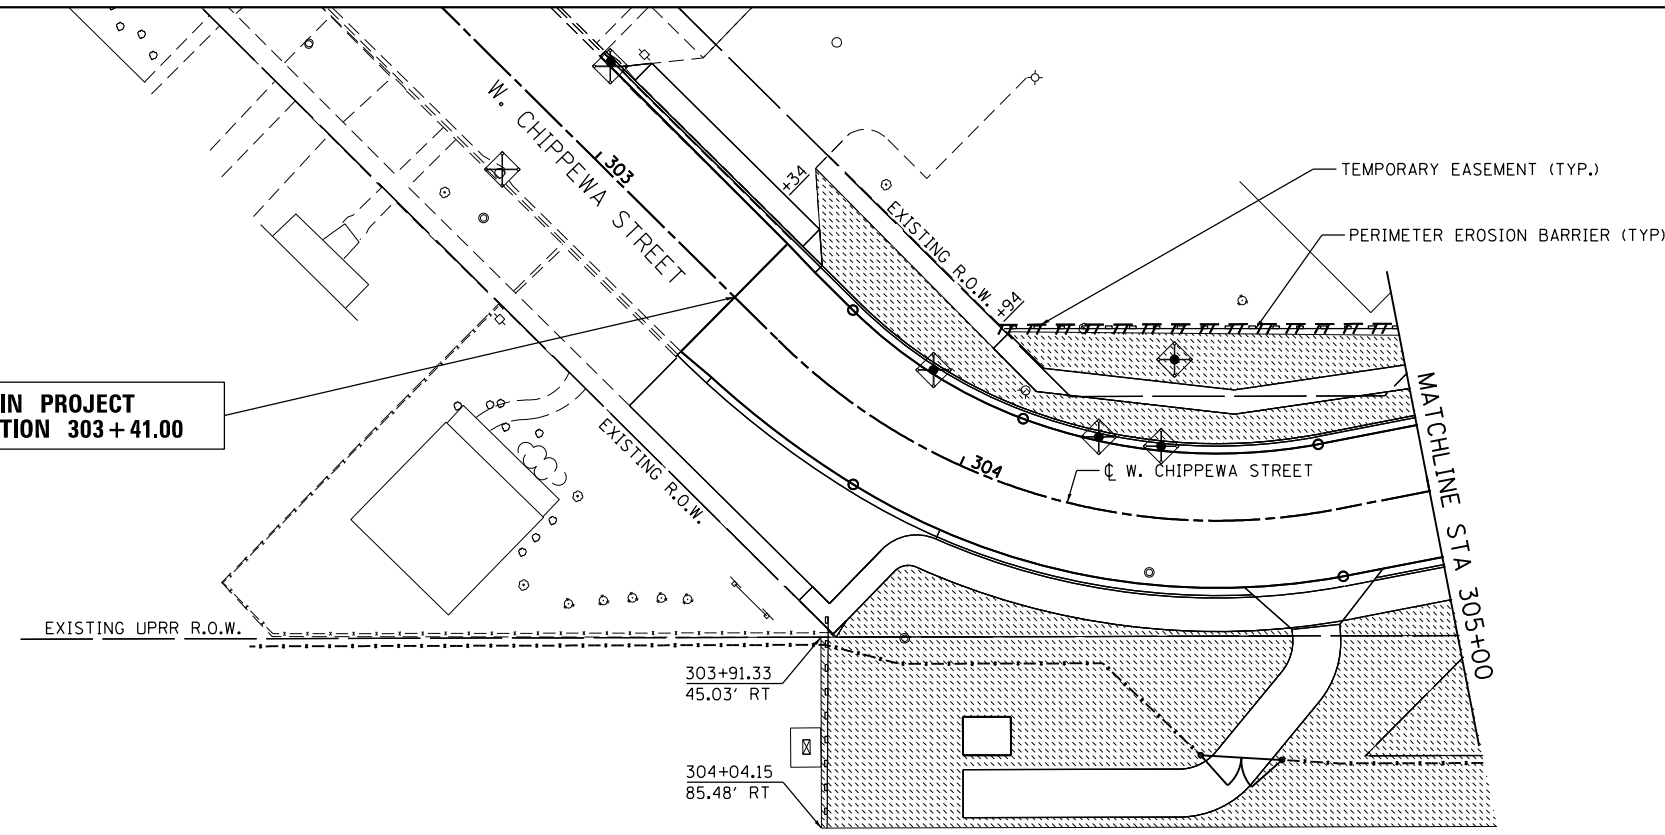 W. CHIPPEWA STREET
303
+34
EXISTING R.O.W.
+94
TEMPORARY EASEMENT (TYP.)
PERIMETER EROSION BARRIER (TYP)
IN PROJECT
TION 303+41.00
EXISTING R.O.W.
304
℄ W. CHIPPEWA STREET
MATCHLINE STA 305+00
EXISTING UPRR R.O.W.
303+91.33
45.03' RT
304+04.15
85.48' RT